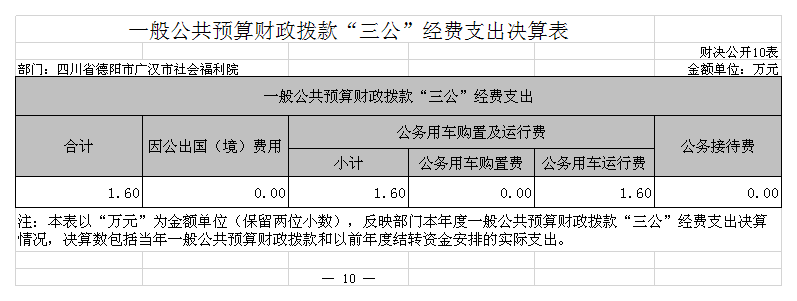 一般公共预算财政拨款“三公”经费支出决算表
财决公开10表
部门：四川省德阳市广汉市社会福利院
金额单位：万元
一般公共预算财政拨款“三公”经费支出
合计
因公出国（境）费用
公务用车购置及运行费
公务接待费
小计
公务用车购置费
公务用车运行费
1.60
0.00
1.60
0.00
1.60
0.00
注：本表以“万元”为金额单位（保留两位小数），反映部门本年度一般公共预算财政拨款“三公”经费支出决算
情况，决算数包括当年一般公共预算财政拨款和以前年度结转资金安排的实际支出。
— 10 —